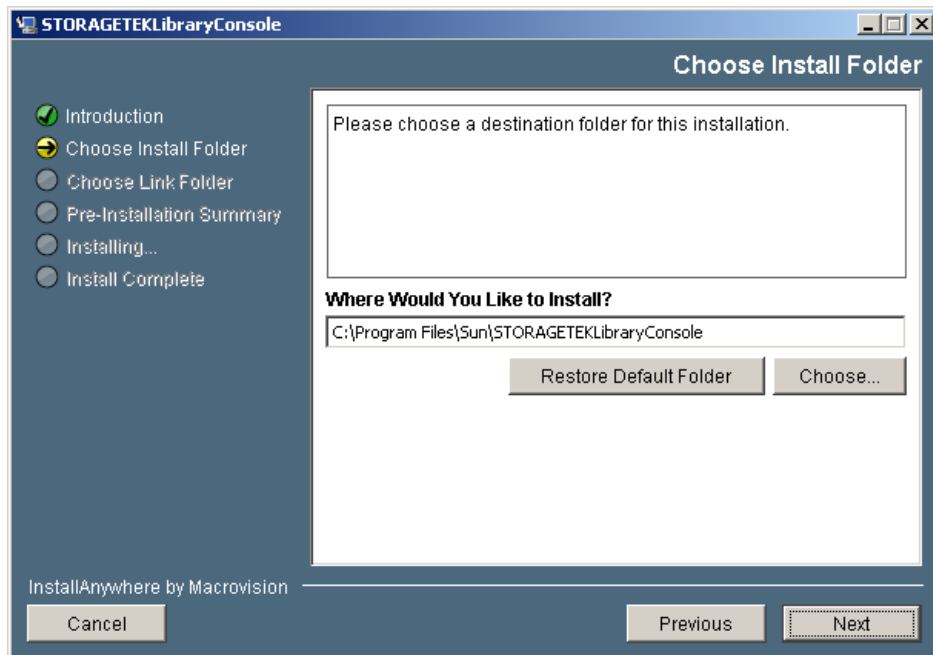 STORAGETEKLibraryConsole
Choose Install Folder
Introduction
Choose Install Folder
Choose Link Folder
Pre-Installation Summary
Installing...
Install Complete
Please choose a destination folder for this installation.
Where Would You Like to Install?
C:\Program Files\Sun\STORAGETEKLibraryConsole
Restore Default Folder
Choose...
InstallAnywhere by Macrovision
Cancel
Previous
Next